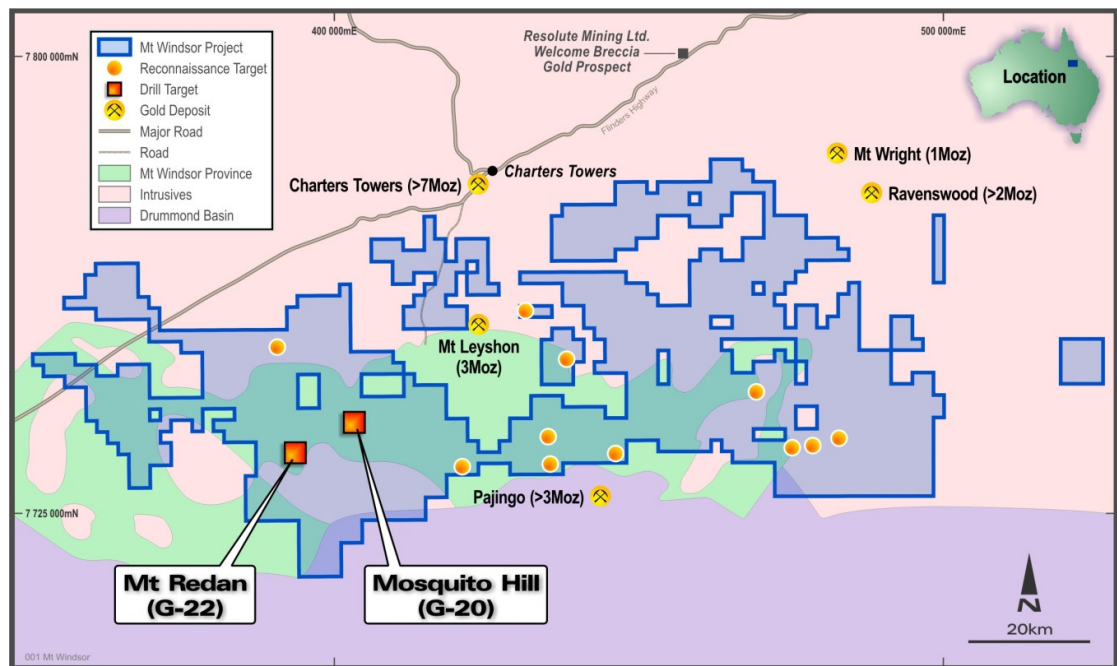 400 000mE
500 000mE
7 800 000mN
Resolute Mining Ltd.
Welcome Breccia
Gold Prospect
Flinders Highway
Location
Mt Windsor Project
Reconnaissance Target
Drill Target
Gold Deposit
Major Road
Road
Mt Windsor Province
Intrusives
Drummond Basin
Mt Wright (1Moz)
Charters Towers
Charters Towers (>7Moz)
Ravenswood (>2Moz)
Mt Leyshon
(3Moz)
Pajingo (>3Moz)
7 725 000mN
Mt Redan
(G-22)
Mosquito Hill
(G-20)
N
20km
001 Mt Windsor